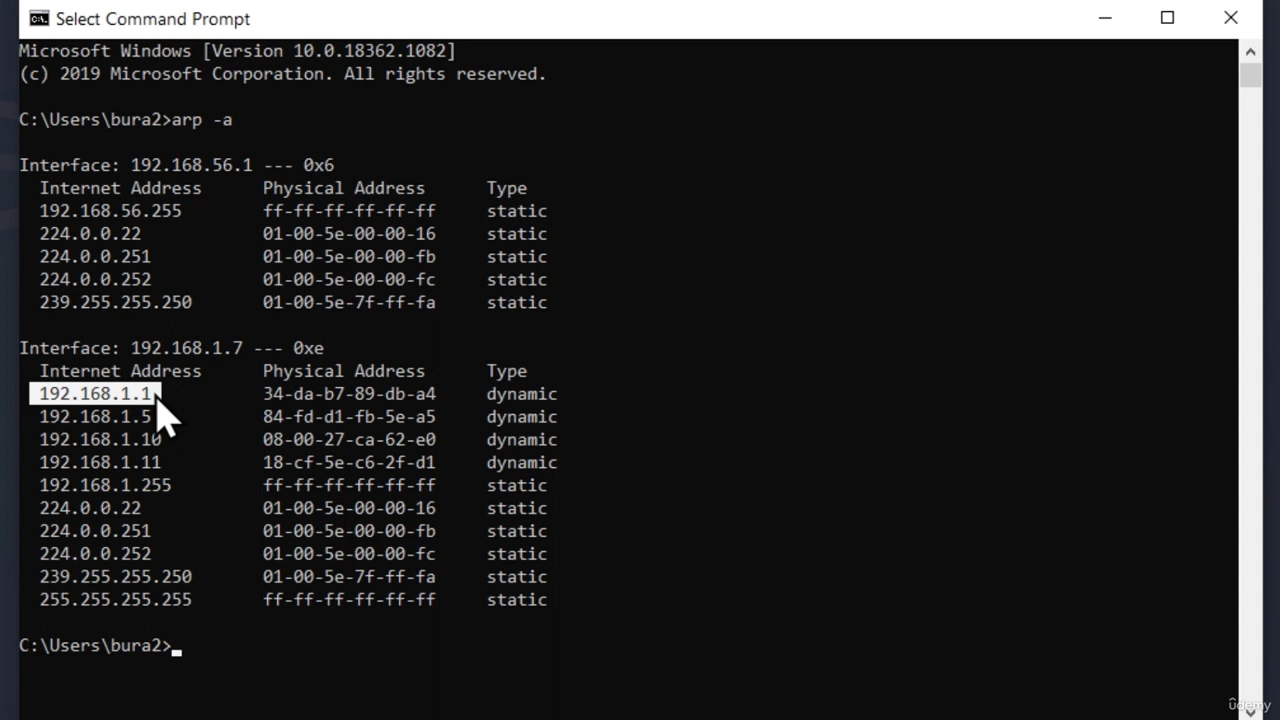 Select Command Prompt
Microsoft Windows [Version 10.0.18362.1082]
(c) 2019 Microsoft Corporation. All rights reserved.
C:\Users\bura2>arp -a
Interface: 192.168.56.1 --- 0x6
Internet Address Physical Address Type
192.168.56.255 ff-ff-ff-ff-ff-ff static
224.0.0.22 01-00-5e-00-00-16 static
224.0.0.251 01-00-5e-00-00-fb static
224.0.0.252 01-00-5e-00-00-fc static
239.255.255.250 01-00-5e-7f-ff-fa static
Interface: 192.168.1.7 --- 0xe
Internet Address Physical Address Type
192.168.1.1 34-da-b7-89-db-a4 dynamic
192.168.1.5 84-fd-d1-fb-5e-a5 dynamic
192.168.1.10 08-00-27-ca-62-e0 dynamic
192.168.1.11 18-cf-5e-c6-2f-d1 dynamic
192.168.1.255 ff-ff-ff-ff-ff-ff static
224.0.0.22 01-00-5e-00-00-16 static
224.0.0.251 01-00-5e-00-00-fb static
224.0.0.252 01-00-5e-00-00-fc static
239.255.255.250 01-00-5e-7f-ff-fa static
255.255.255.255 ff-ff-ff-ff-ff-ff static
C:\Users\bura2>
udemy